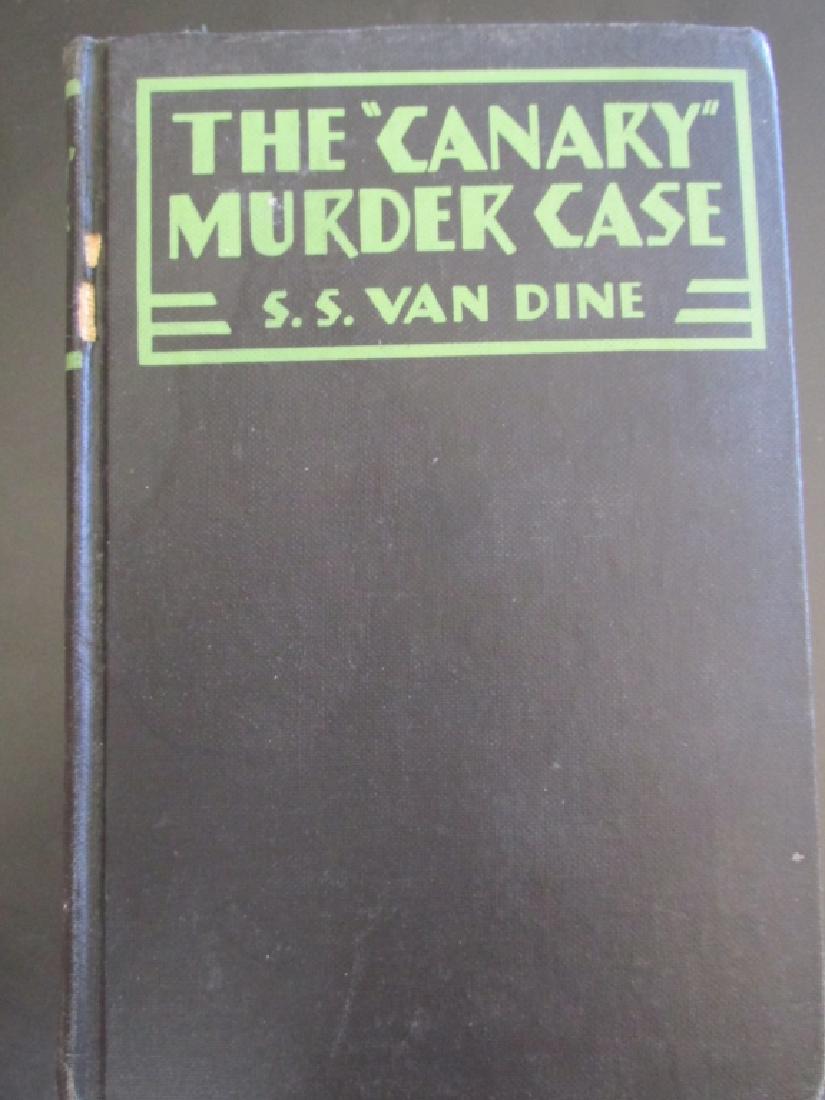 THE "CANARY"
MURDER CASE
S. S. VAN DINE